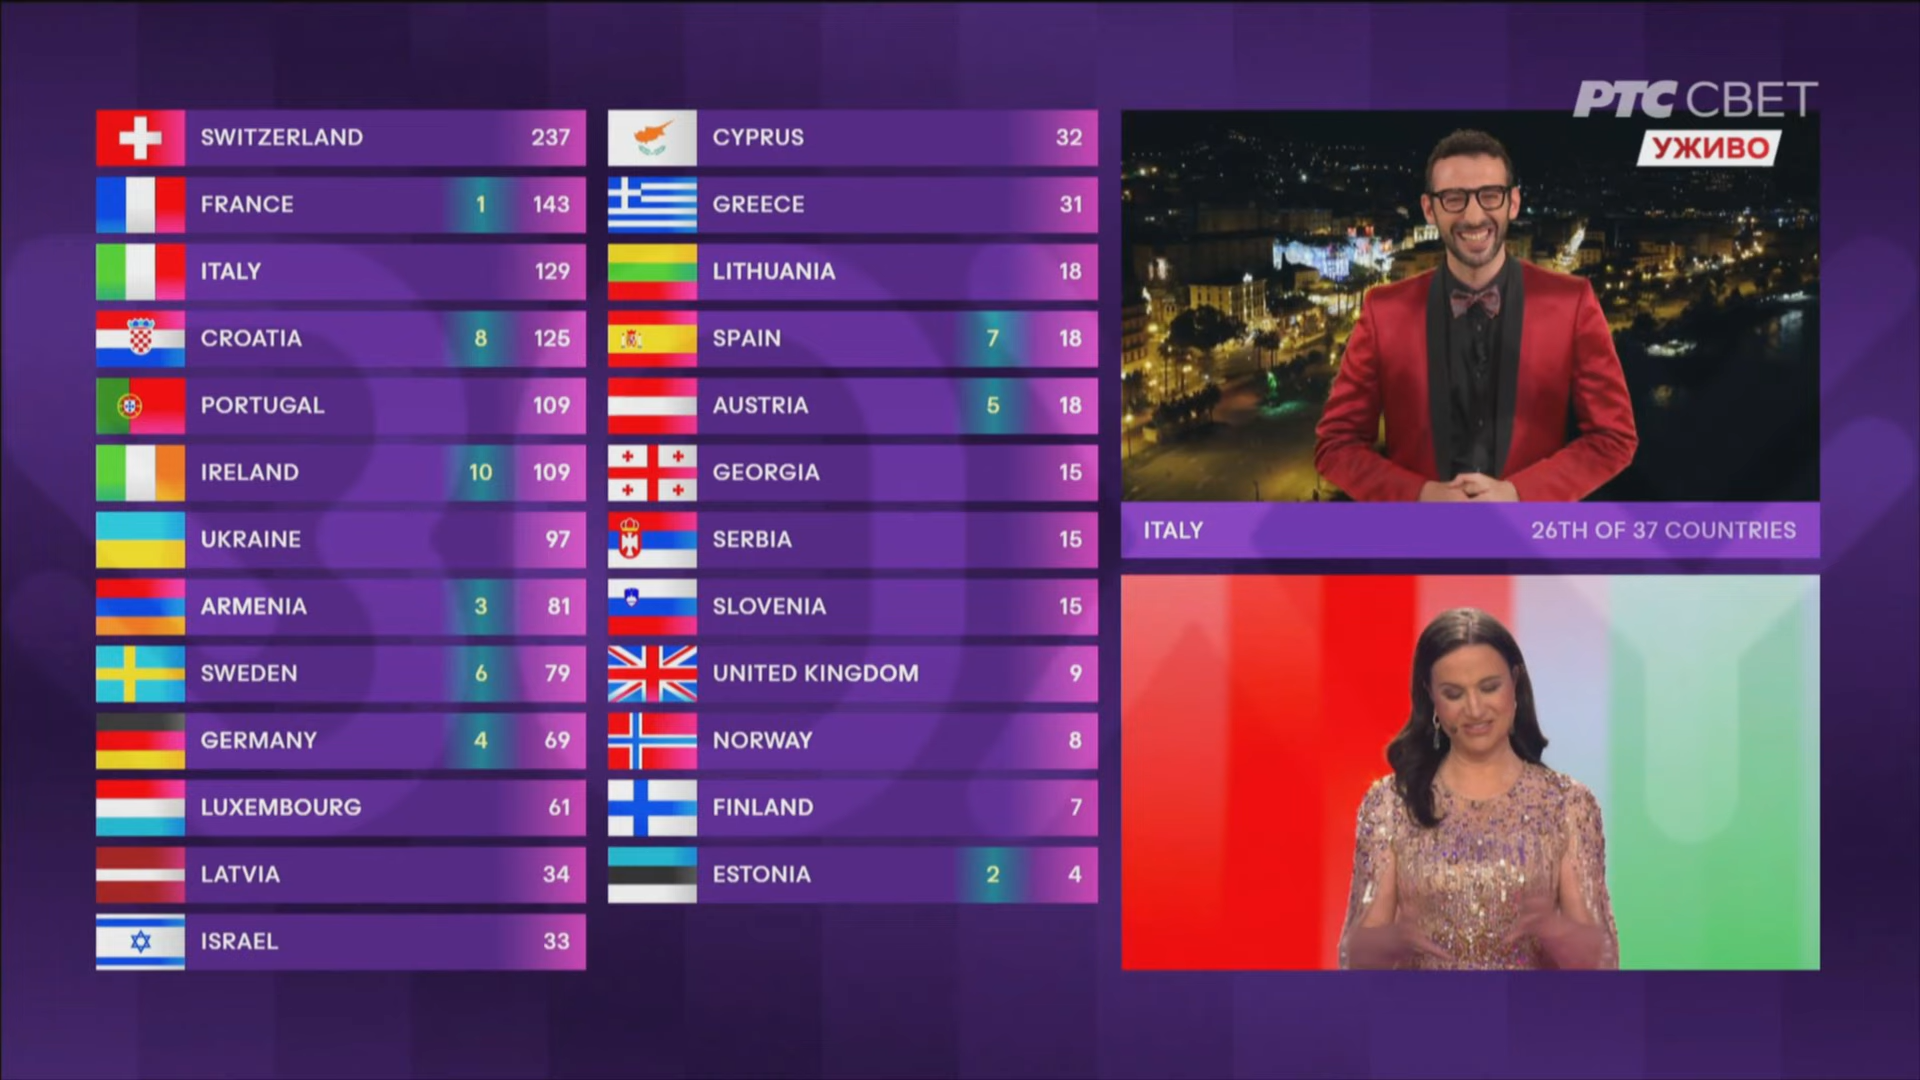 SWITZERLAND 237
FRANCE 1 143
ITALY 129
CROATIA 8 125
PORTUGAL 109
IRELAND 10 109
UKRAINE 97
ARMENIA 3 81
SWEDEN 6 79
GERMANY 4 69
LUXEMBOURG 61
LATVIA 34
ISRAEL 33
CYPRUS 32
GREECE 31
LITHUANIA 18
SPAIN 7 18
AUSTRIA 5 18
GEORGIA 15
SERBIA 15
SLOVENIA 15
UNITED KINGDOM 9
NORWAY 8
FINLAND 7
ESTONIA 2 4
РТС СВЕТ
УЖИВО
ITALY 26TH OF 37 COUNTRIES